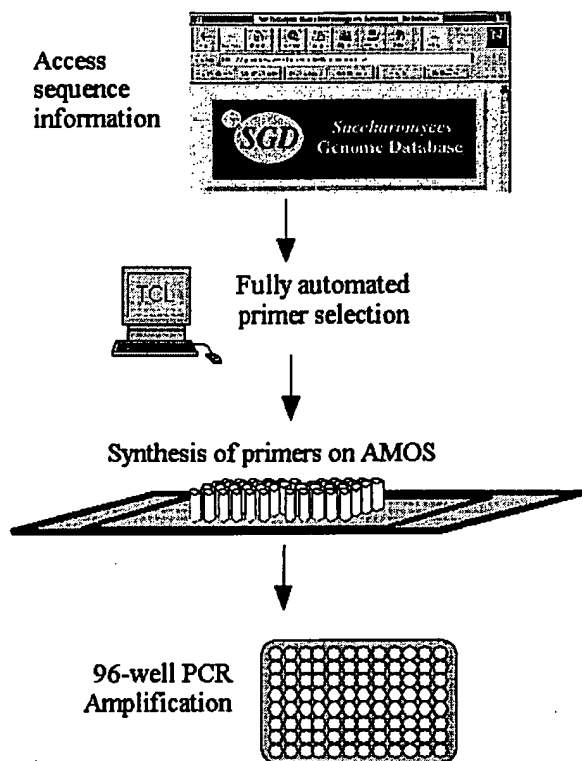 Access
sequence
information
SGD
Saccharomyces
Genome Database
TCL
Fully automated
primer selection
Synthesis of primers on AMOS
96-well PCR
Amplification